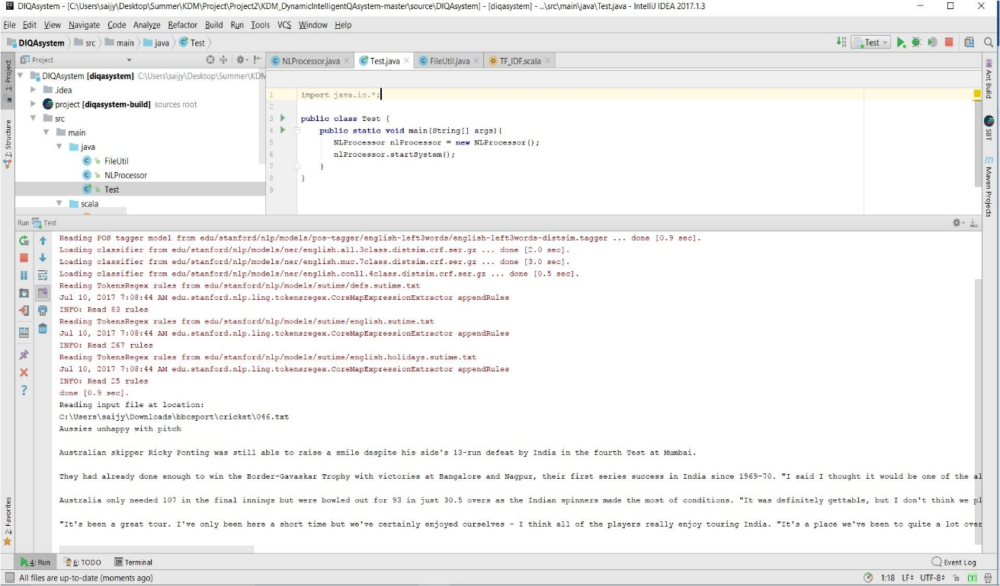 DIQAsystem - [C:\Users\saijy\Desktop\Summer\KDM\Project\Project2\KDM_DynamicIntelligentQAsystem-master\source\DIQAsystem] - [diqasystem] - ...\src\main\java\Test.java - IntelliJ IDEA 2017.1.3
File Edit View Navigate Code Analyze Refactor Build Run Tools VCS Window Help
DIQAsystem src main java Test
Test
Project
NLProcessor.java Test.java FileUtil.java TF_IDF.scala
1: Project
Z: Structure
2: Favorites
Ant Build
SBT
Maven Projects
DIQAsystem [diqasystem] C:\Users\saijy\Desktop\Summer\KDM
.idea
project [diqasystem-build] sources root
src
main
java
FileUtil
NLProcessor
Test
scala
1 import java.io.*;
2
3 public class Test {
4 public static void main(String[] args){
5 NLProcessor nlProcessor = new NLProcessor();
6 nlProcessor.startSystem();
7 }
8 }
9
Run Test
Reading POS tagger model from edu/stanford/nlp/models/pos-tagger/english-left3words/english-left3words-distsim.tagger ... done [0.9 sec].
Loading classifier from edu/stanford/nlp/models/ner/english.all.3class.distsim.crf.ser.gz ... done [2.0 sec].
Loading classifier from edu/stanford/nlp/models/ner/english.muc.7class.distsim.crf.ser.gz ... done [3.0 sec].
Loading classifier from edu/stanford/nlp/models/ner/english.conll.4class.distsim.crf.ser.gz ... done [0.5 sec].
Reading TokensRegex rules from edu/stanford/nlp/models/sutime/defs.sutime.txt
Jul 10, 2017 7:08:44 AM edu.stanford.nlp.ling.tokensregex.CoreMapExpressionExtractor appendRules
INFO: Read 83 rules
Reading TokensRegex rules from edu/stanford/nlp/models/sutime/english.sutime.txt
Jul 10, 2017 7:08:44 AM edu.stanford.nlp.ling.tokensregex.CoreMapExpressionExtractor appendRules
INFO: Read 267 rules
Reading TokensRegex rules from edu/stanford/nlp/models/sutime/english.holidays.sutime.txt
Jul 10, 2017 7:08:44 AM edu.stanford.nlp.ling.tokensregex.CoreMapExpressionExtractor appendRules
INFO: Read 25 rules
done [0.9 sec].
Reading input file at location:
C:\Users\saijy\Downloads\bbcsport\cricket\046.txt
Aussies unhappy with pitch
Australian skipper Ricky Ponting was still able to raise a smile despite his side's 13-run defeat by India in the fourth Test at Mumbai.
They had already done enough to win the Border-Gavaskar Trophy with victories at Bangalore and Nagpur, their first series success in India since 1969-70. "I said I thought it would be one of the al
Australia only needed 107 in the final innings but were bowled out for 93 in just 30.5 overs as the Indian spinners made the most of conditions. "It was definitely gettable, but I don't think we pl
"It's been a great tour. I've only been here a short time but we've certainly enjoyed ourselves - I think all of the players really enjoy touring India. "It's a place we've been to quite a lot over
4: Run 6: TODO Terminal Event Log
All files are up-to-date (moments ago) 1:18 LF UTF-8 [T]